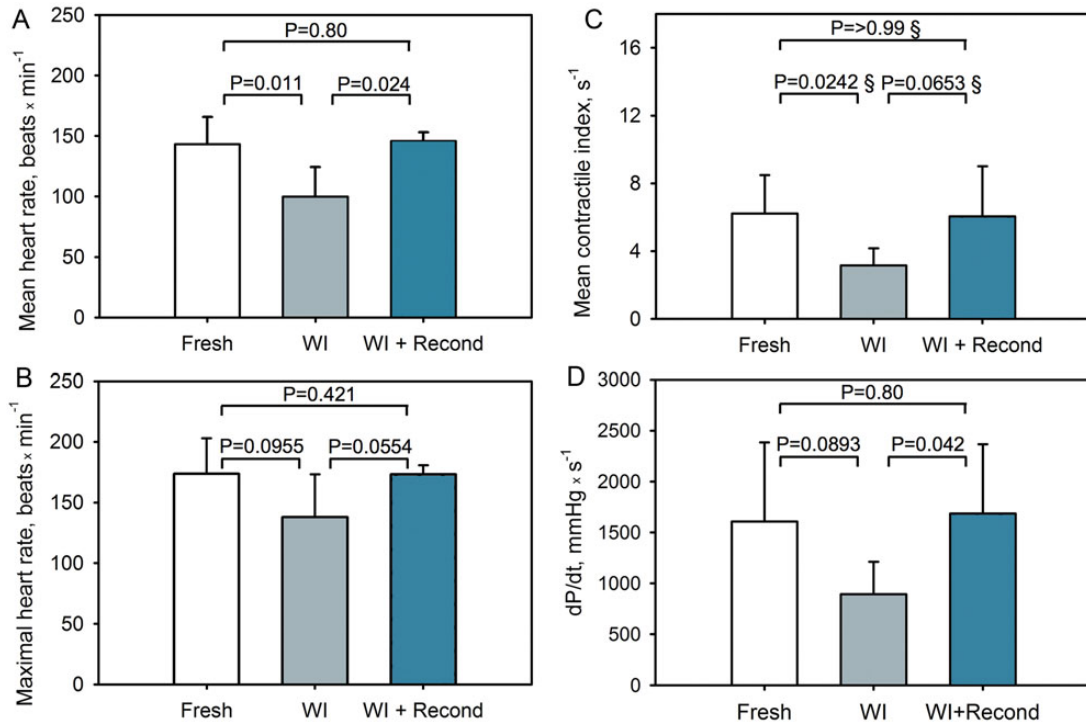 A
Mean heart rate, beats × min⁻¹
250
200
150
100
50
0
P=0.80
P=0.011
P=0.024
Fresh
WI
WI + Recond
B
Maximal heart rate, beats × min⁻¹
250
200
150
100
50
0
P=0.421
P=0.0955
P=0.0554
Fresh
WI
WI + Recond
C
Mean contractile index, s⁻¹
16
12
8
4
0
P=>0.99 §
P=0.0242 §
P=0.0653 §
Fresh
WI
WI + Recond
D
dP/dt, mmHg × s⁻¹
3000
2500
2000
1500
1000
500
0
P=0.80
P=0.0893
P=0.042
Fresh
WI
WI+Recond